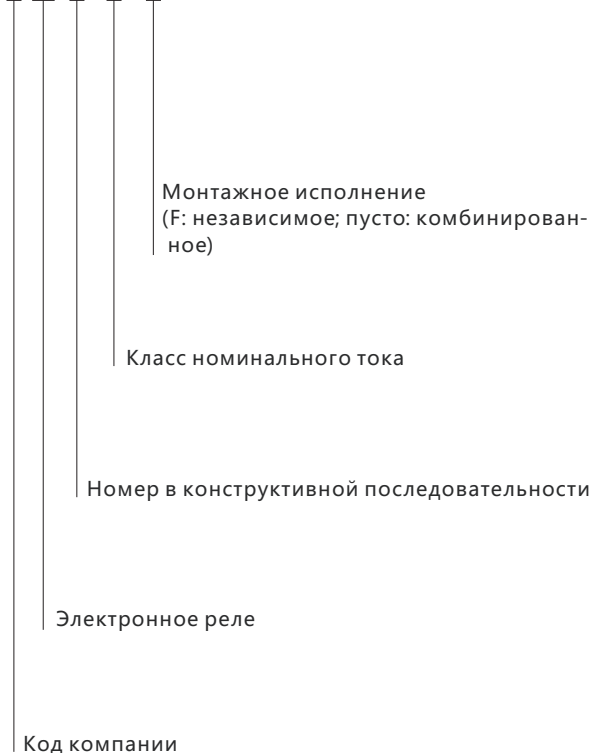 Монтажное исполнение
(F: независимое; пусто: комбинирован-
ное)
Класс номинального тока
Номер в конструктивной последовательности
Электронное реле
Код компании